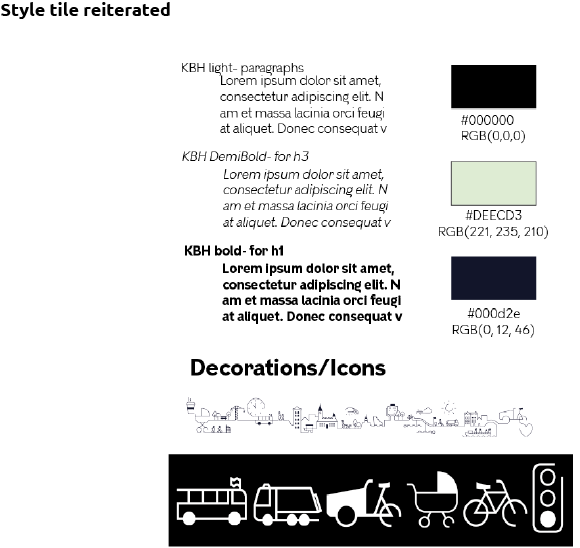 Style tile reiterated
KBH light- paragraphs
Lorem ipsum dolor sit amet,
consectetur adipiscing elit. N
am et massa lacinia orci feugi
at aliquet. Donec consequat v
#000000
RGB(0,0,0)
KBH DemiBold- for h3
Lorem ipsum dolor sit amet,
consectetur adipiscing elit. N
am et massa lacinia orci feugi
at aliquet. Donec consequat v
#DEECD3
RGB(221, 235, 210)
KBH bold- for h1
Lorem ipsum dolor sit amet,
consectetur adipiscing elit. N
am et massa lacinia orci feugi
at aliquet. Donec consequat v
#000d2e
RGB(0, 12, 46)
Decorations/Icons